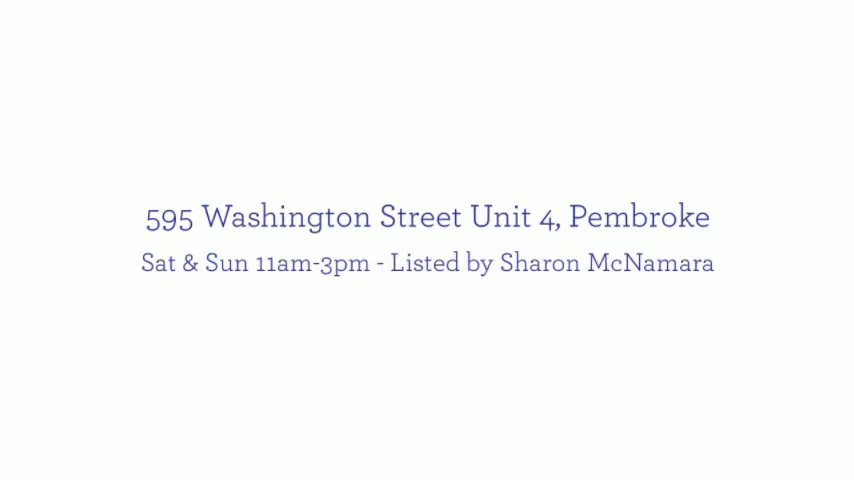 595 Washington Street Unit 4, Pembroke
Sat & Sun 11am-3pm - Listed by Sharon McNamara